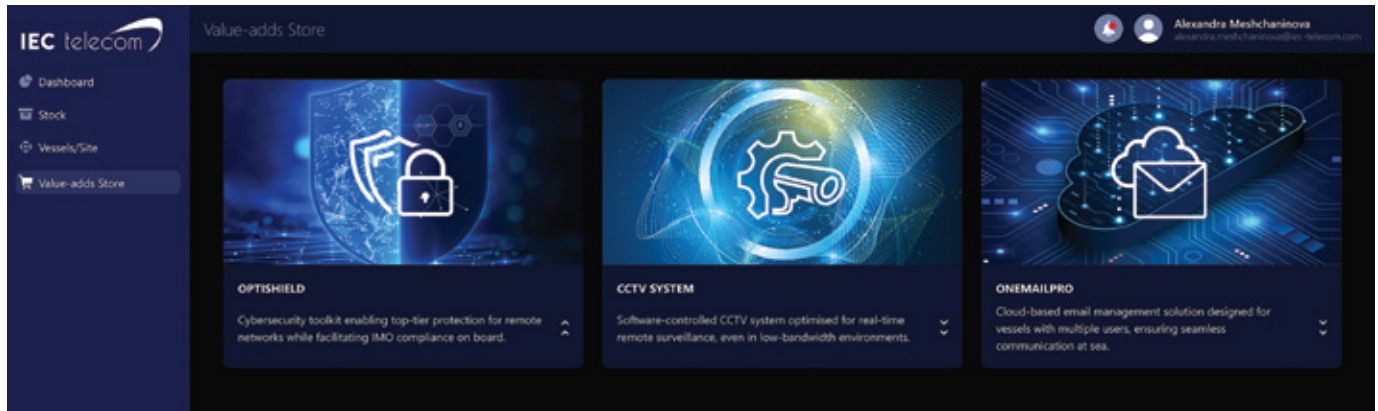 IEC telecom
Value-adds Store
Alexandra Meshchaninova
alexandra.meshchaninova@iec-telecom.com
Dashboard
Stock
Vessels/Site
Value-adds Store
OPTISHIELD
Cybersecurity toolkit enabling top-tier protection for remote
networks while facilitating IMO compliance on board.
CCTV SYSTEM
Software-controlled CCTV system optimised for real-time
remote surveillance, even in low-bandwidth environments.
ONEMAILPRO
Cloud-based email management solution designed for
vessels with multiple users, ensuring seamless
communication at sea.